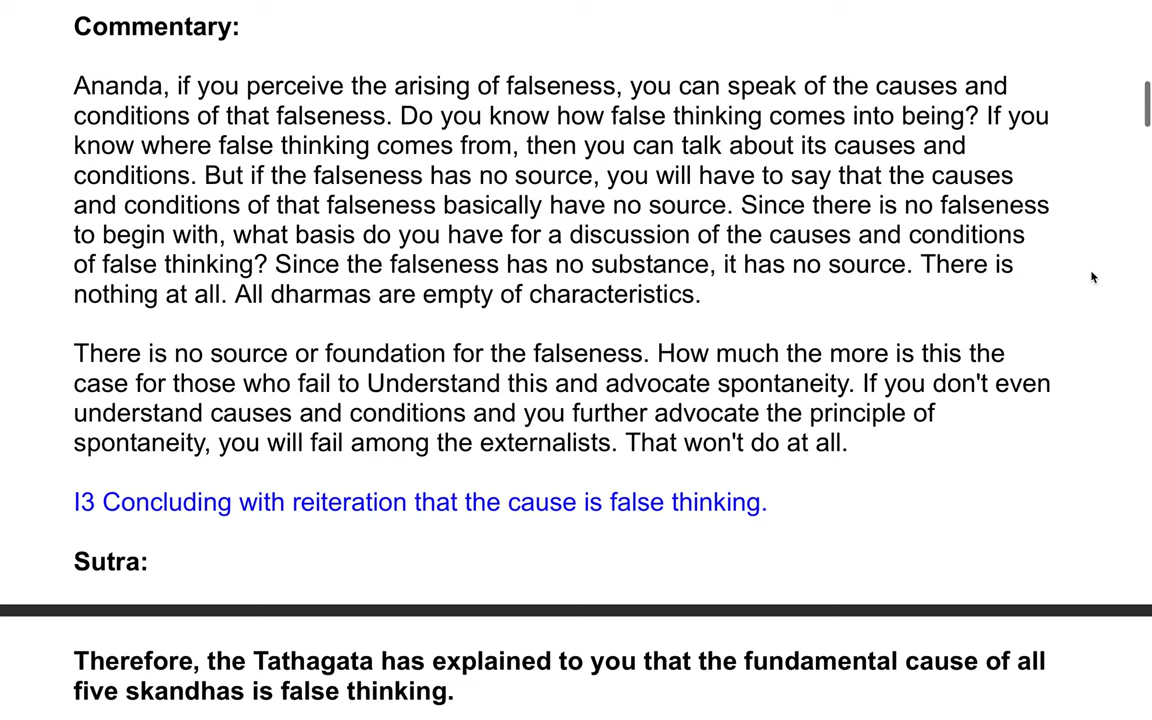 Commentary:
Ananda, if you perceive the arising of falseness, you can speak of the causes and
conditions of that falseness. Do you know how false thinking comes into being? If you
know where false thinking comes from, then you can talk about its causes and
conditions. But if the falseness has no source, you will have to say that the causes
and conditions of that falseness basically have no source. Since there is no falseness
to begin with, what basis do you have for a discussion of the causes and conditions
of false thinking? Since the falseness has no substance, it has no source. There is
nothing at all. All dharmas are empty of characteristics.
There is no source or foundation for the falseness. How much the more is this the
case for those who fail to Understand this and advocate spontaneity. If you don't even
understand causes and conditions and you further advocate the principle of
spontaneity, you will fail among the externalists. That won't do at all.
I3 Concluding with reiteration that the cause is false thinking.
Sutra:
Therefore, the Tathagata has explained to you that the fundamental cause of all
five skandhas is false thinking.